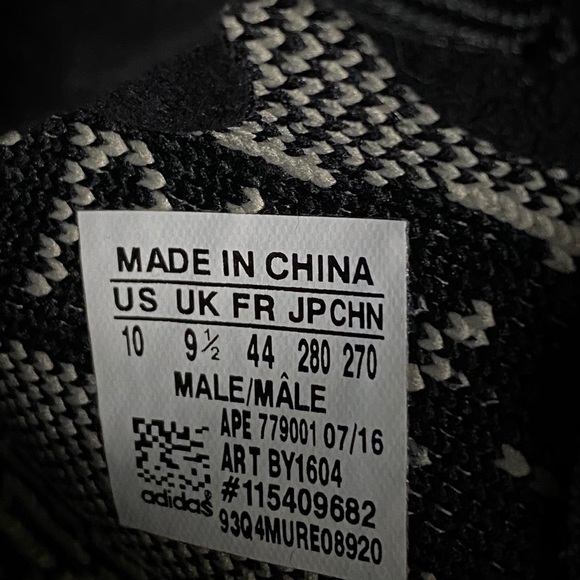 MADE IN CHINA
US UK FR JP CHN
10 9½ 44 280 270
MALE/MÂLE
APE 779001 07/16
ART BY1604
#115409682
adidas®
93Q4MURE08920